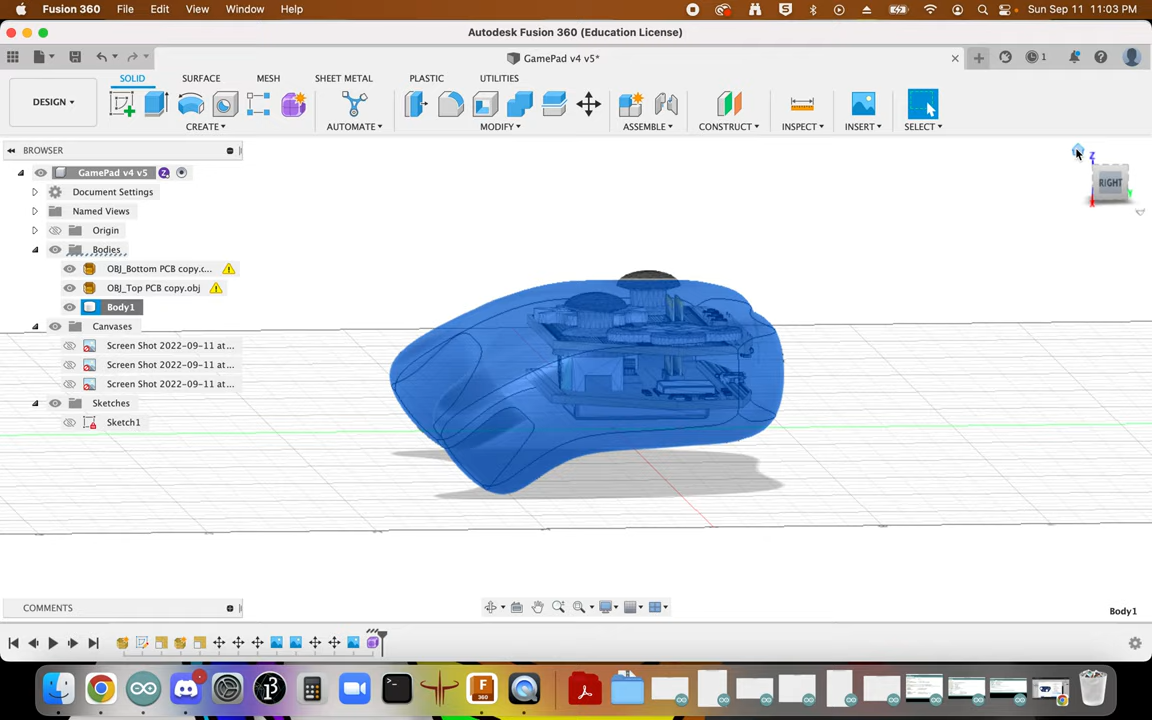 Fusion 360 File Edit View Window Help Sun Sep 11 11:03 PM
Autodesk Fusion 360 (Education License)
GamePad v4 v5*
1
SOLID SURFACE MESH SHEET METAL PLASTIC UTILITIES
DESIGN
CREATE AUTOMATE MODIFY ASSEMBLE CONSTRUCT INSPECT INSERT SELECT
BROWSER
GamePad v4 v5
Document Settings
Named Views
Origin
Bodies
OBJ_Bottom PCB copy.c...
OBJ_Top PCB copy.obj
Body1
Canvases
Screen Shot 2022-09-11 at...
Screen Shot 2022-09-11 at...
Screen Shot 2022-09-11 at...
Sketches
Sketch1
Z
RIGHT
COMMENTS
Body1